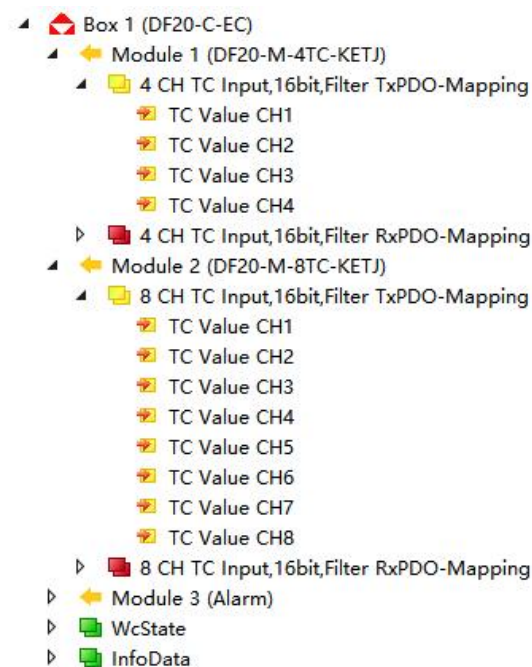 Box 1 (DF20-C-EC)
Module 1 (DF20-M-4TC-KETJ)
4 CH TC Input,16bit,Filter TxPDO-Mapping
TC Value CH1
TC Value CH2
TC Value CH3
TC Value CH4
4 CH TC Input,16bit,Filter RxPDO-Mapping
Module 2 (DF20-M-8TC-KETJ)
8 CH TC Input,16bit,Filter TxPDO-Mapping
TC Value CH1
TC Value CH2
TC Value CH3
TC Value CH4
TC Value CH5
TC Value CH6
TC Value CH7
TC Value CH8
8 CH TC Input,16bit,Filter RxPDO-Mapping
Module 3 (Alarm)
WcState
InfoData